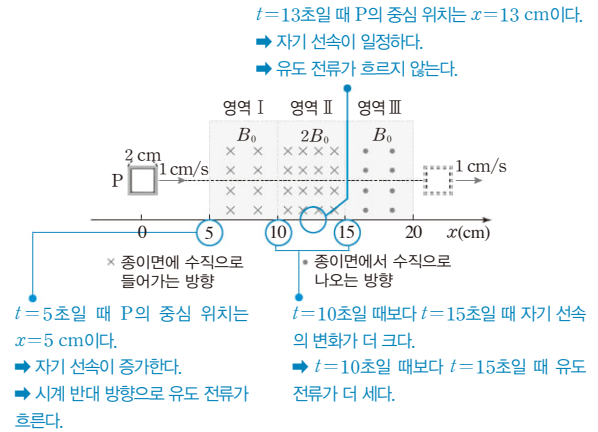 t=13초일 때 P의 중심 위치는 x=13 cm이다.
➡ 자기 선속이 일정하다.
➡ 유도 전류가 흐르지 않는다.
영역 Ⅰ 영역 Ⅱ 영역 Ⅲ
B₀ 2B₀ B₀
2 cm
P 1 cm/s 1 cm/s
0 5 10 15 20 x(cm)
× 종이면에 수직으로 들어가는 방향
• 종이면에서 수직으로 나오는 방향
t=5초일 때 P의 중심 위치는
x=5 cm이다.
➡ 자기 선속이 증가한다.
➡ 시계 반대 방향으로 유도 전류가
흐른다.
t=10초일 때보다 t=15초일 때 자기 선속
의 변화가 더 크다.
➡ t=10초일 때보다 t=15초일 때 유도
전류가 더 세다.